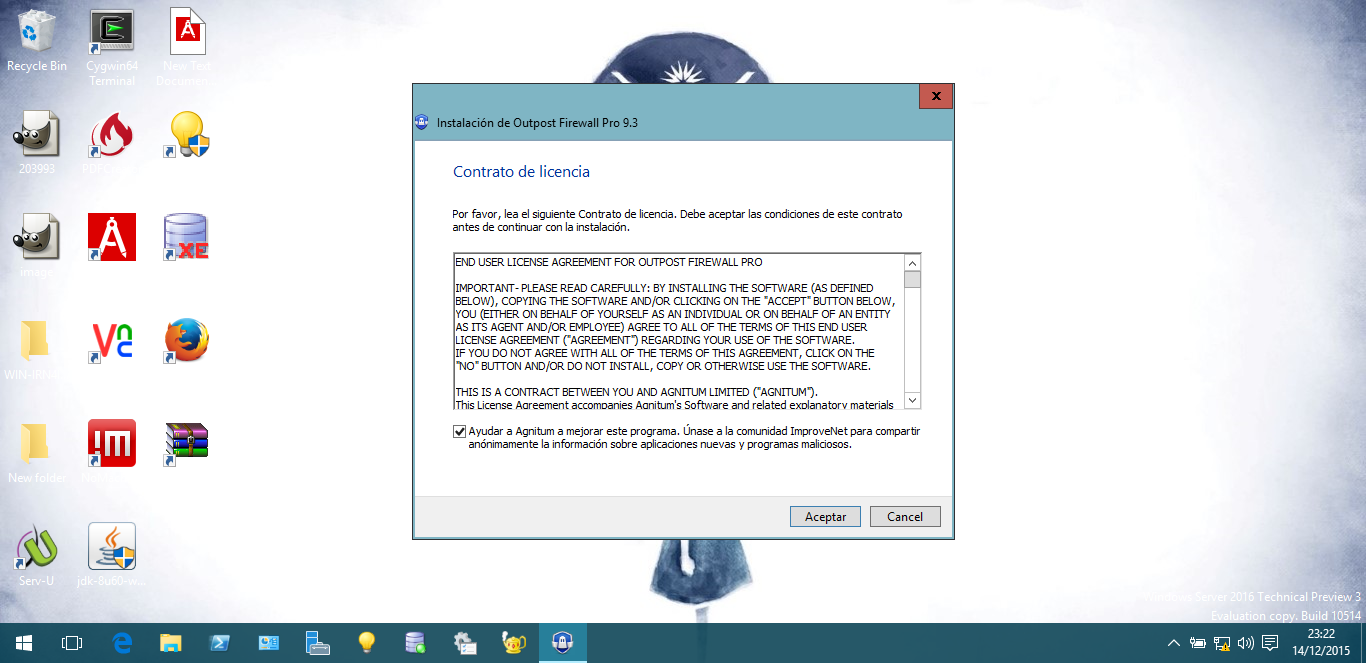 Recycle Bin
Cygwin64
Terminal
New Text
Documen...
203993
images
WIN-iRN
New folder
Serv-U
jdk-8u60-w...
Instalación de Outpost Firewall Pro 9.3
Contrato de licencia
Por favor, lea el siguiente Contrato de licencia. Debe aceptar las condiciones de este contrato
antes de continuar con la instalación.
END USER LICENSE AGREEMENT FOR OUTPOST FIREWALL PRO
IMPORTANT- PLEASE READ CAREFULLY: BY INSTALLING THE SOFTWARE (AS DEFINED
BELOW), COPYING THE SOFTWARE AND/OR CLICKING ON THE "ACCEPT" BUTTON BELOW,
YOU (EITHER ON BEHALF OF YOURSELF AS AN INDIVIDUAL OR ON BEHALF OF AN ENTITY
AS ITS AGENT AND/OR EMPLOYEE) AGREE TO ALL OF THE TERMS OF THIS END USER
LICENSE AGREEMENT ("AGREEMENT") REGARDING YOUR USE OF THE SOFTWARE.
IF YOU DO NOT AGREE WITH ALL OF THE TERMS OF THIS AGREEMENT, CLICK ON THE
"NO" BUTTON AND/OR DO NOT INSTALL, COPY OR OTHERWISE USE THE SOFTWARE.
THIS IS A CONTRACT BETWEEN YOU AND AGNITUM LIMITED ("AGNITUM").
This License Agreement accompanies Agnitum's Software and related explanatory materials
Ayudar a Agnitum a mejorar este programa. Únase a la comunidad ImproveNet para compartir
anónimamente la información sobre aplicaciones nuevas y programas maliciosos.
Aceptar
Cancel
Windows Server 2016 Technical Preview 3
Evaluation copy. Build 10514
23:22
14/12/2015